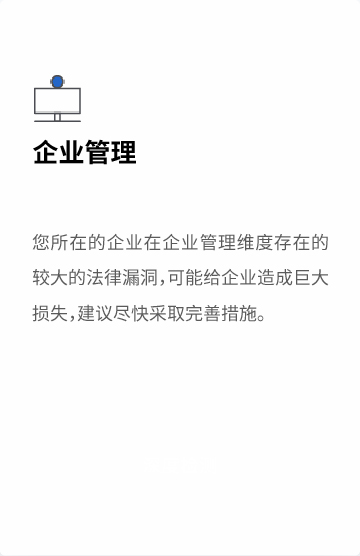 企业管理
您所在的企业在企业管理维度存在的
较大的法律漏洞，可能给企业造成巨大
损失，建议尽快采取完善措施。